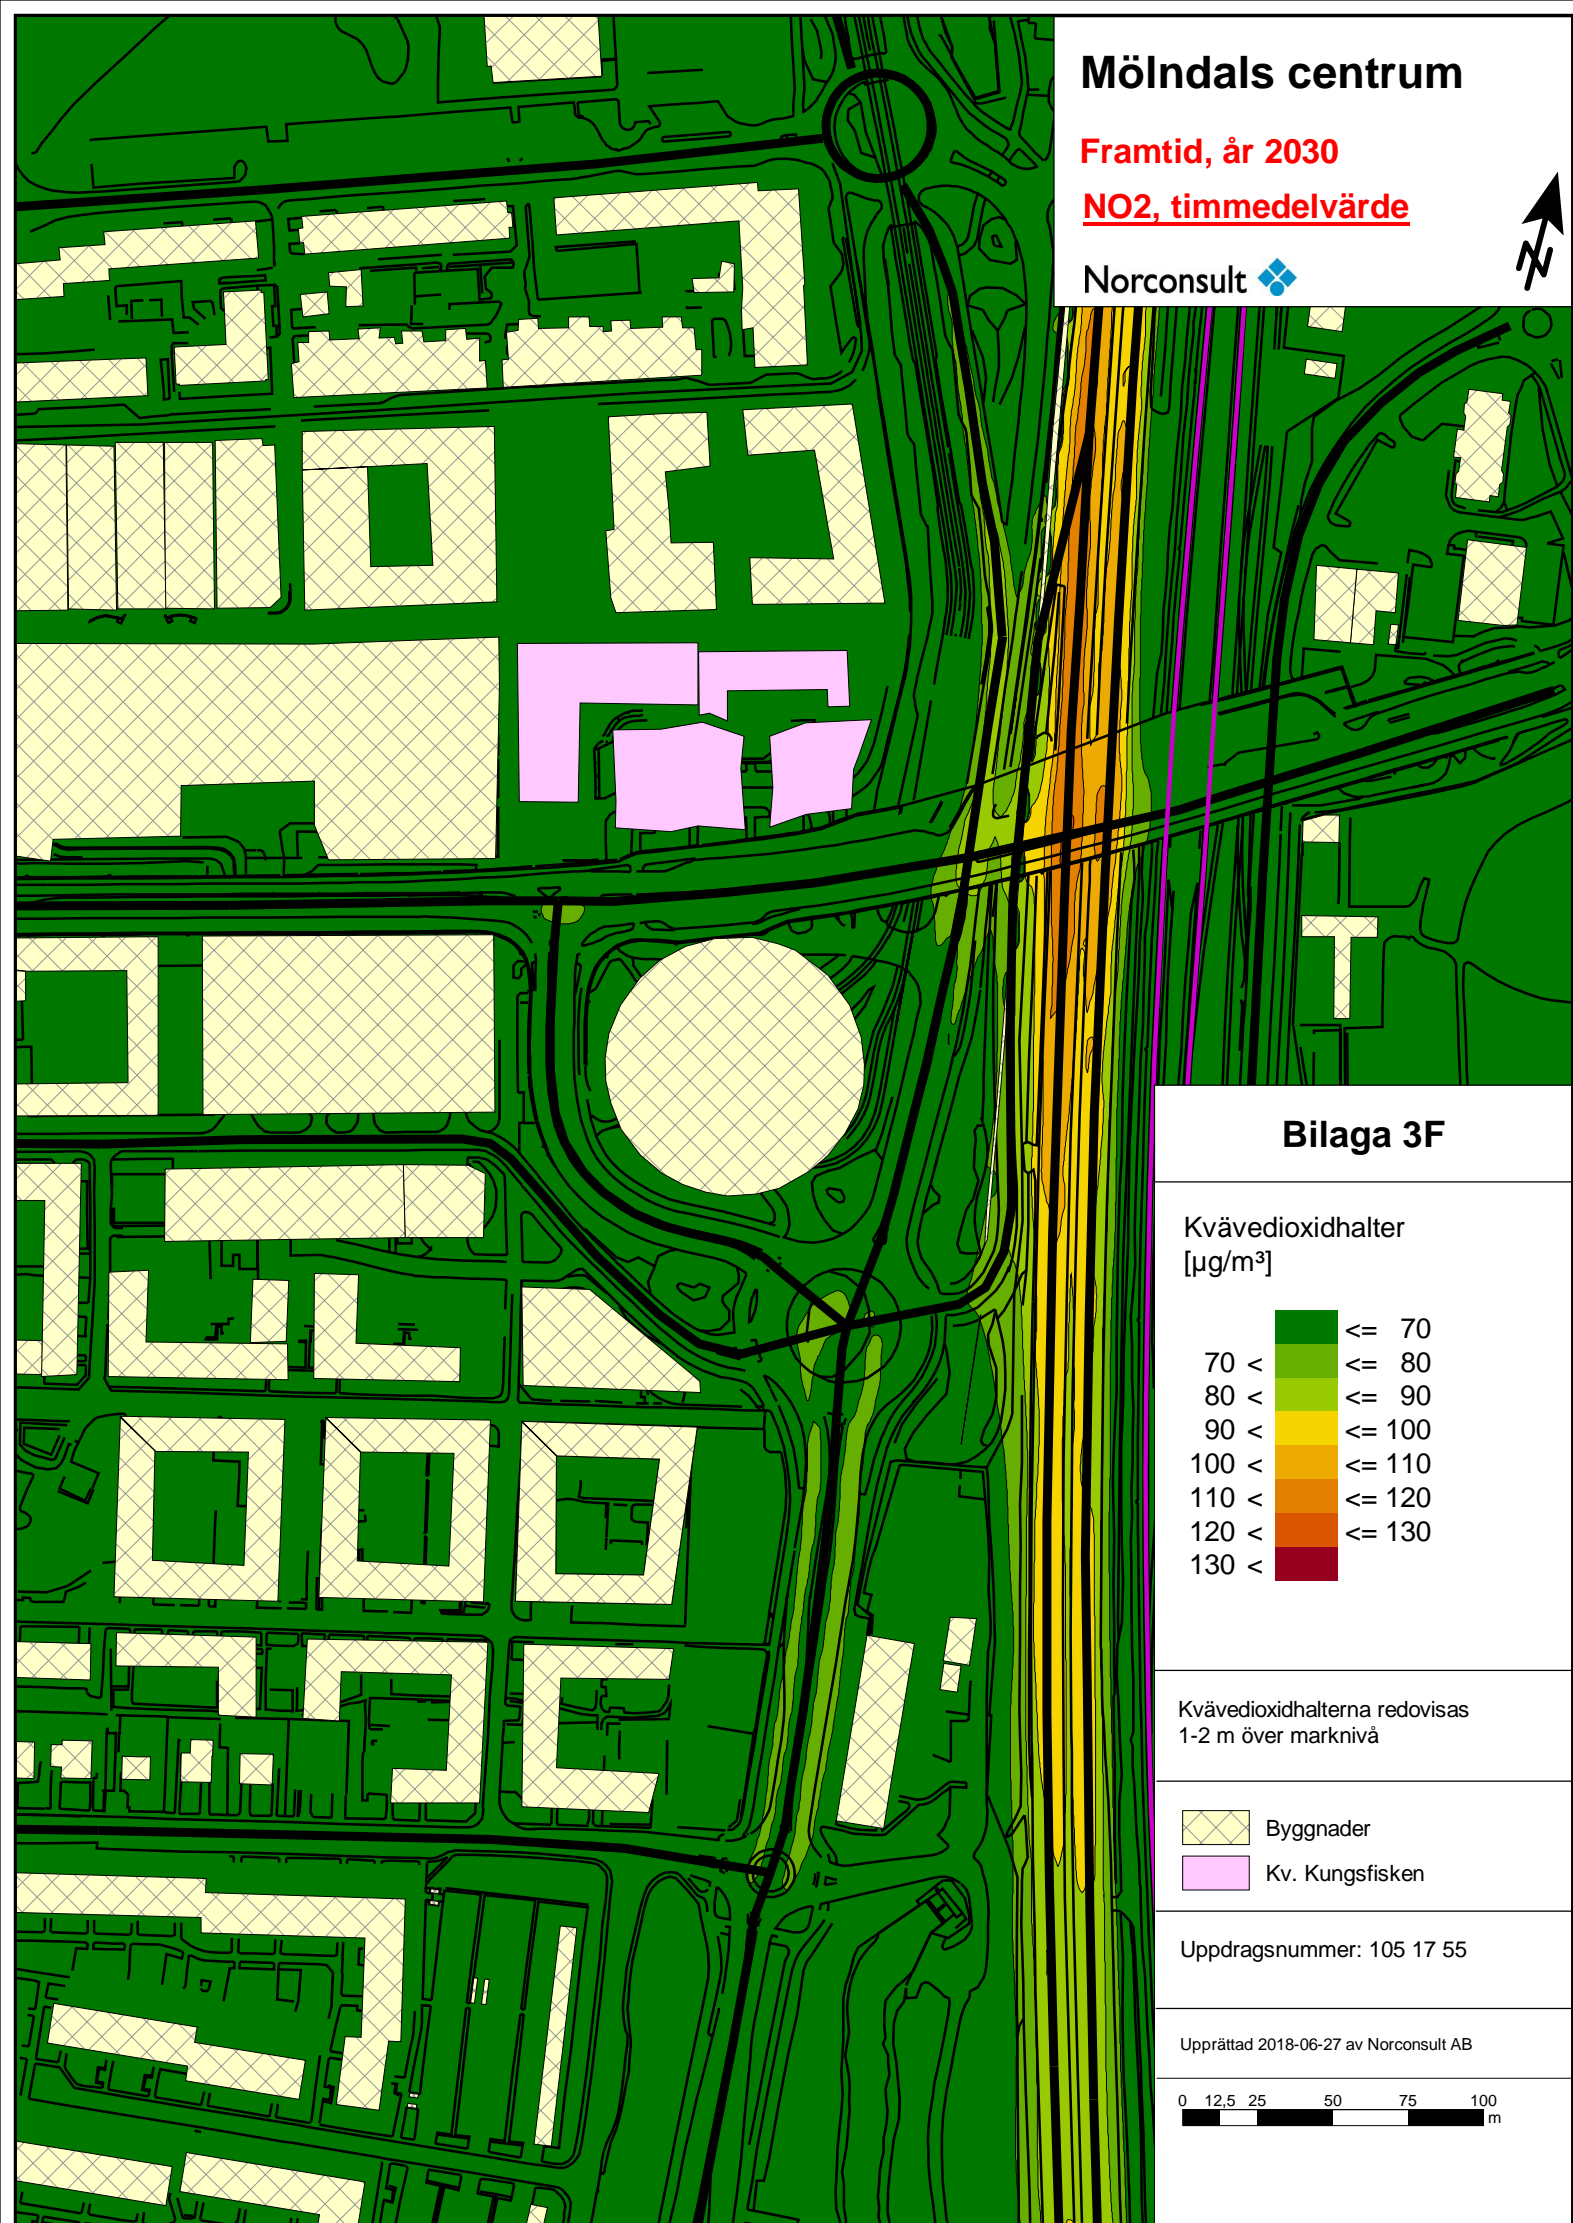 Mölndals centrum
Framtid, år 2030
NO2, timmedelvärde
Norconsult
N
Bilaga 3F
Kvävedioxidhalter
[µg/m³]
<= 70
70 < <= 80
80 < <= 90
90 < <= 100
100 < <= 110
110 < <= 120
120 < <= 130
130 <
Kvävedioxidhalterna redovisas
1-2 m över marknivå
Byggnader
Kv. Kungsfisken
Uppdragsnummer: 105 17 55
Upprättad 2018-06-27 av Norconsult AB
0 12,5 25 50 75 100
m